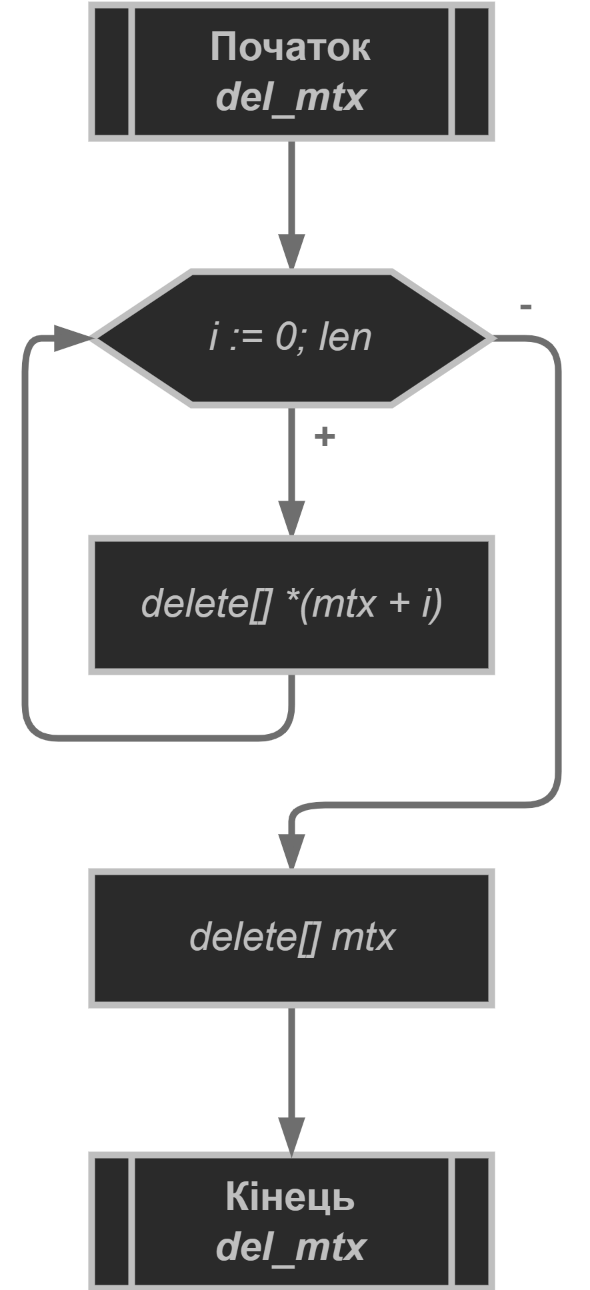 Початок
del_mtx
i := 0; len
-
+
delete[] *(mtx + i)
delete[] mtx
Кінець
del_mtx